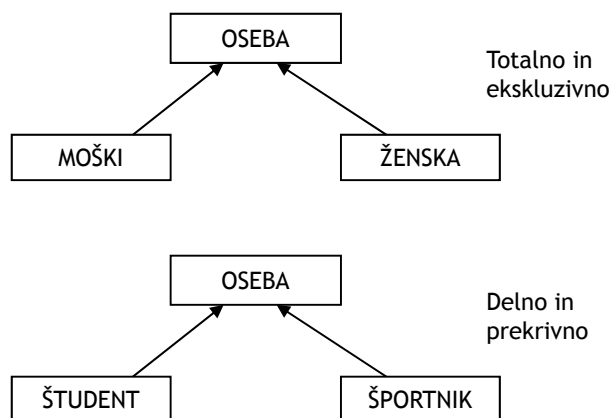 OSEBA
Totalno in
ekskluzivno
MOŠKI
ŽENSKA
OSEBA
Delno in
prekrivno
ŠTUDENT
ŠPORTNIK